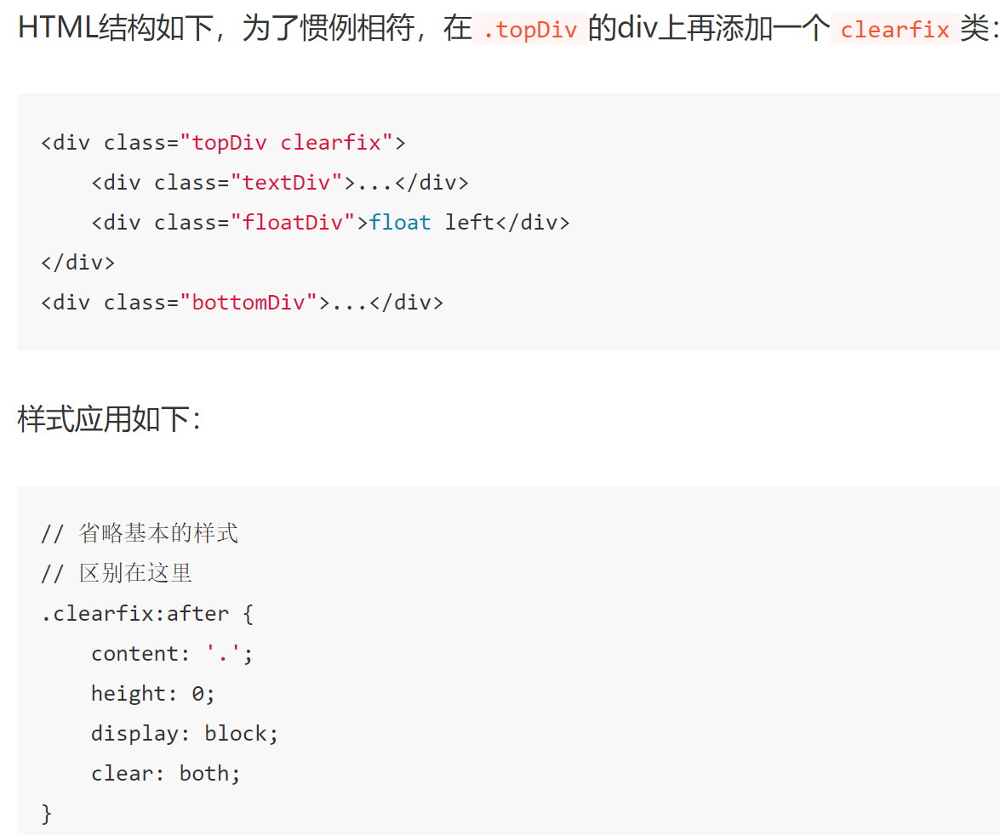 HTML结构如下，为了惯例相符，在 .topDiv 的div上再添加一个 clearfix 类：
<div class="topDiv clearfix">
    <div class="textDiv">...</div>
    <div class="floatDiv">float left</div>
</div>
<div class="bottomDiv">...</div>
样式应用如下：
// 省略基本的样式
// 区别在这里
.clearfix:after {
    content: '.';
    height: 0;
    display: block;
    clear: both;
}